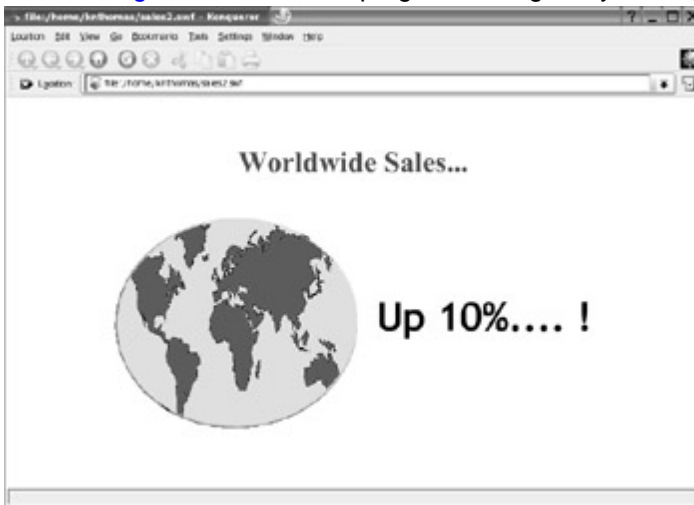 file:/home/krthomas/sales2.swf - Konqueror
Location Edit View Go Bookmarks Tools Settings Window Help
Location: file:/home/krthomas/sales2.swf
Worldwide Sales...
Up 10%.... !